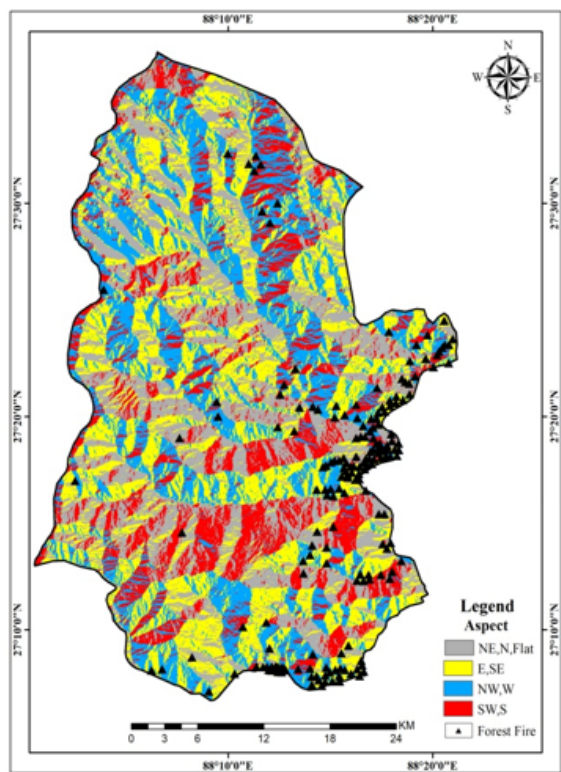 88°10'0"E 88°20'0"E
N
W E
S
27°30'0"N 27°30'0"N
27°20'0"N 27°20'0"N
27°10'0"N 27°10'0"N
Legend
Aspect
NE,N,Flat
E,SE
NW,W
SW,S
Forest Fire
KM
0 3 6 12 18 24
88°10'0"E 88°20'0"E